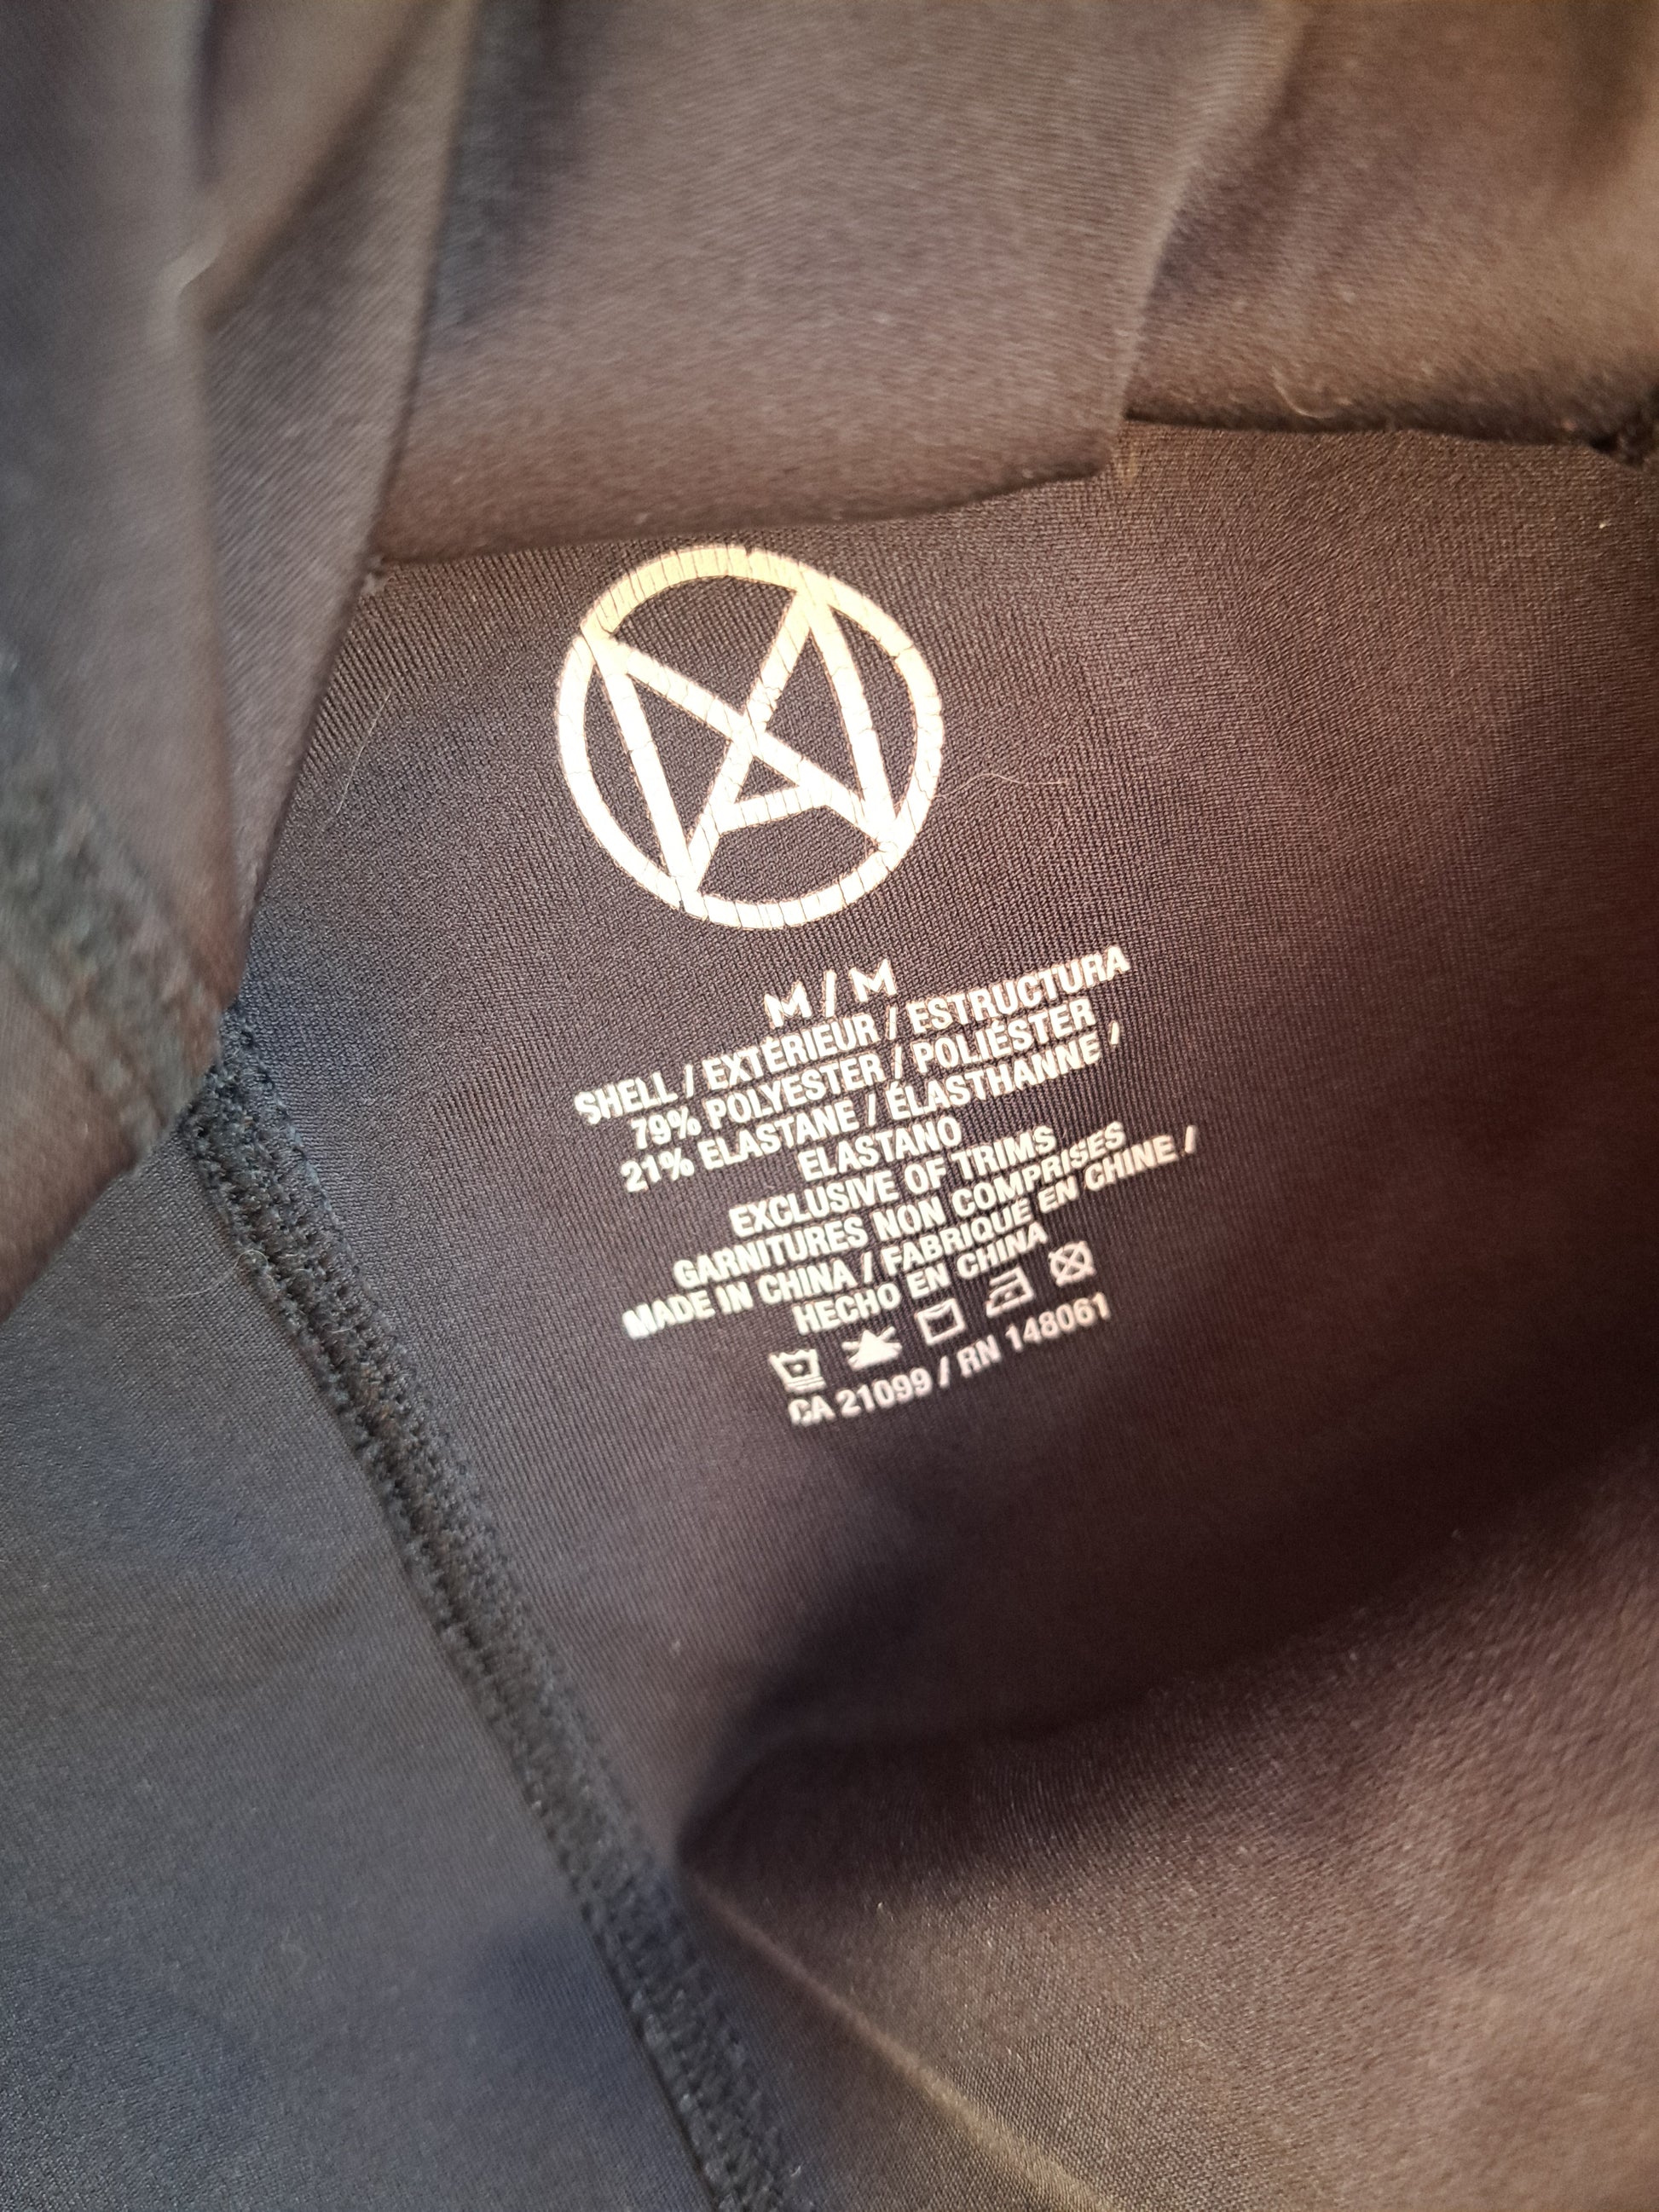 M / M
SHELL / EXTÉRIEUR / ESTRUCTURA
79% POLYESTER / POLIÉSTER
21% ELASTANE / ÉLASTHANNE /
ELASTANO
EXCLUSIVE OF TRIMS
GARNITURES NON COMPRISES
MADE IN CHINA / FABRIQUÉ EN CHINE /
HECHO EN CHINA
CA 21099 / RN 148061